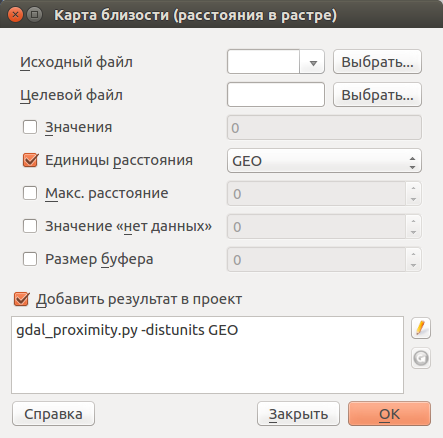 Карта близости (расстояния в растре)
Исходный файл Выбрать...
Целевой файл Выбрать...
Значения 0
Единицы расстояния GEO
Макс. расстояние 0
Значение «нет данных» 0
Размер буфера 0
Добавить результат в проект
gdal_proximity.py -distunits GEO
Справка Закрыть OK